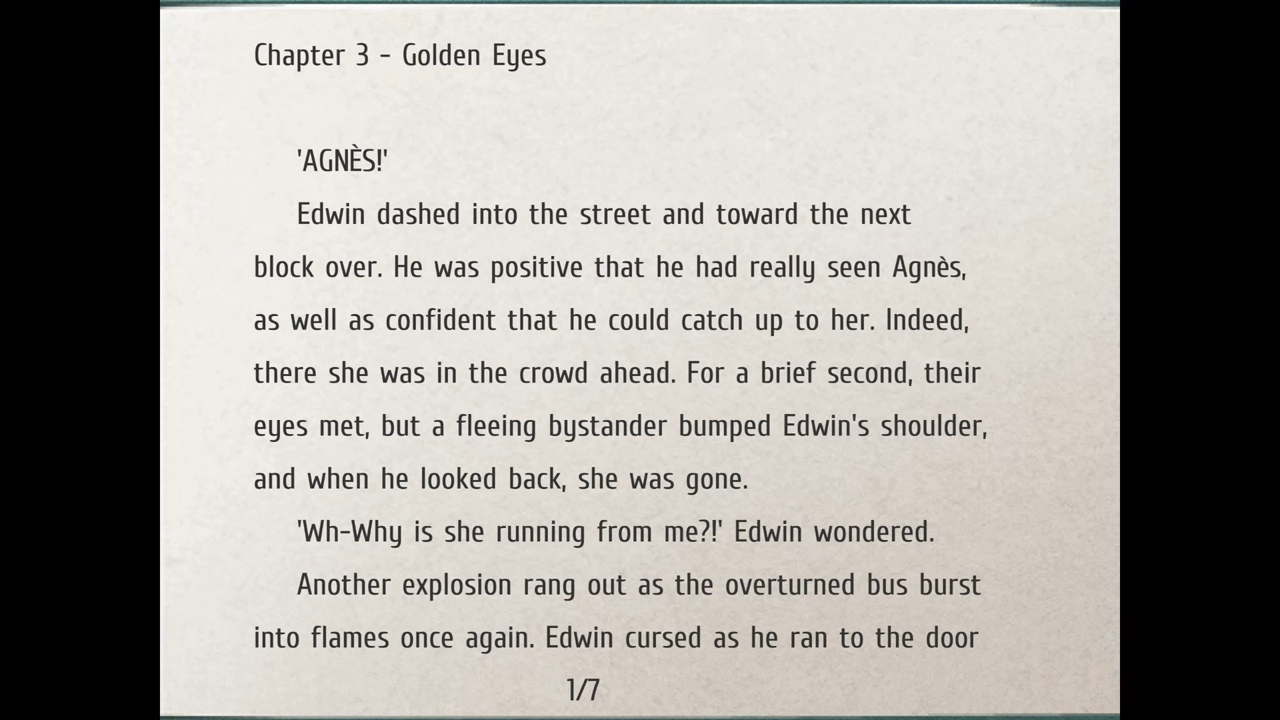 Chapter 3 - Golden Eyes
'AGNÈS!'
Edwin dashed into the street and toward the next
block over. He was positive that he had really seen Agnès,
as well as confident that he could catch up to her. Indeed,
there she was in the crowd ahead. For a brief second, their
eyes met, but a fleeing bystander bumped Edwin's shoulder,
and when he looked back, she was gone.
'Wh-Why is she running from me?!' Edwin wondered.
Another explosion rang out as the overturned bus burst
into flames once again. Edwin cursed as he ran to the door
1/7